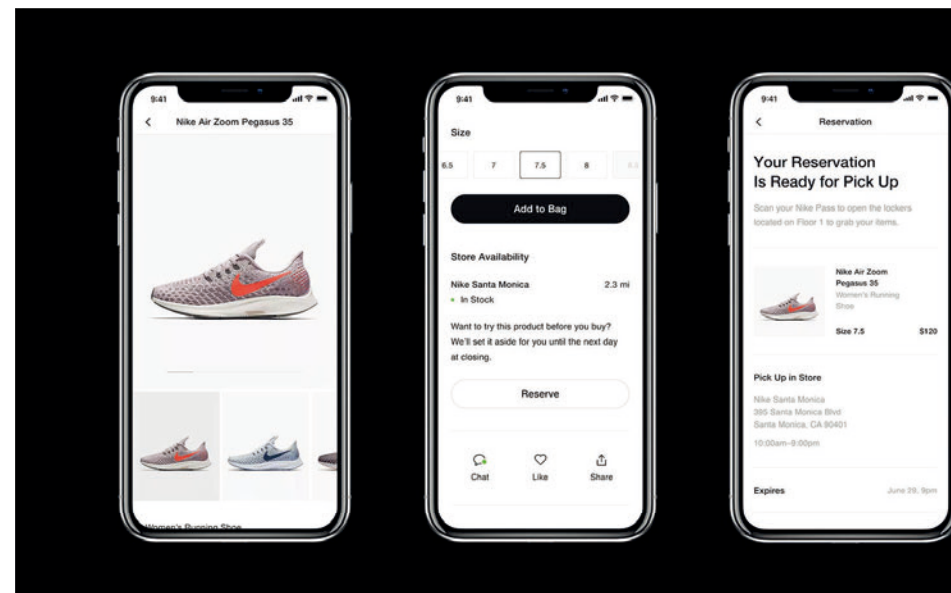 9:41
Nike Air Zoom Pegasus 35
Women's Running Shoe
9:41
Size
6.5 7 7.5 8 8.5
Add to Bag
Store Availability
Nike Santa Monica 2.3 mi
In Stock
Want to try this product before you buy?
We'll set it aside for you until the next day
at closing.
Reserve
Chat Like Share
9:41
Reservation
Your Reservation
Is Ready for Pick Up
Scan your Nike Pass to open the lockers
located on Floor 1 to grab your items.
Nike Air Zoom
Pegasus 35
Women's Running
Shoe
Size 7.5 $120
Pick Up in Store
Nike Santa Monica
395 Santa Monica Blvd
Santa Monica, CA 90401
10:00am–8:00pm
Expires June 29, 9pm